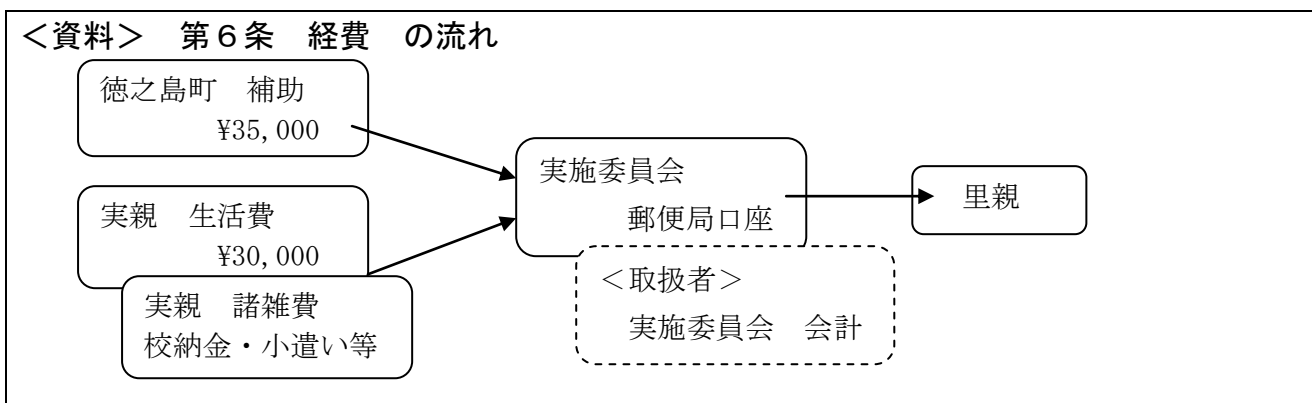 ＜資料＞　第６条　経費　の流れ
徳之島町　補助
¥35,000
実親　生活費
¥30,000
実親　諸雑費
校納金・小遣い等
実施委員会
郵便局口座
＜取扱者＞
実施委員会　会計
里親